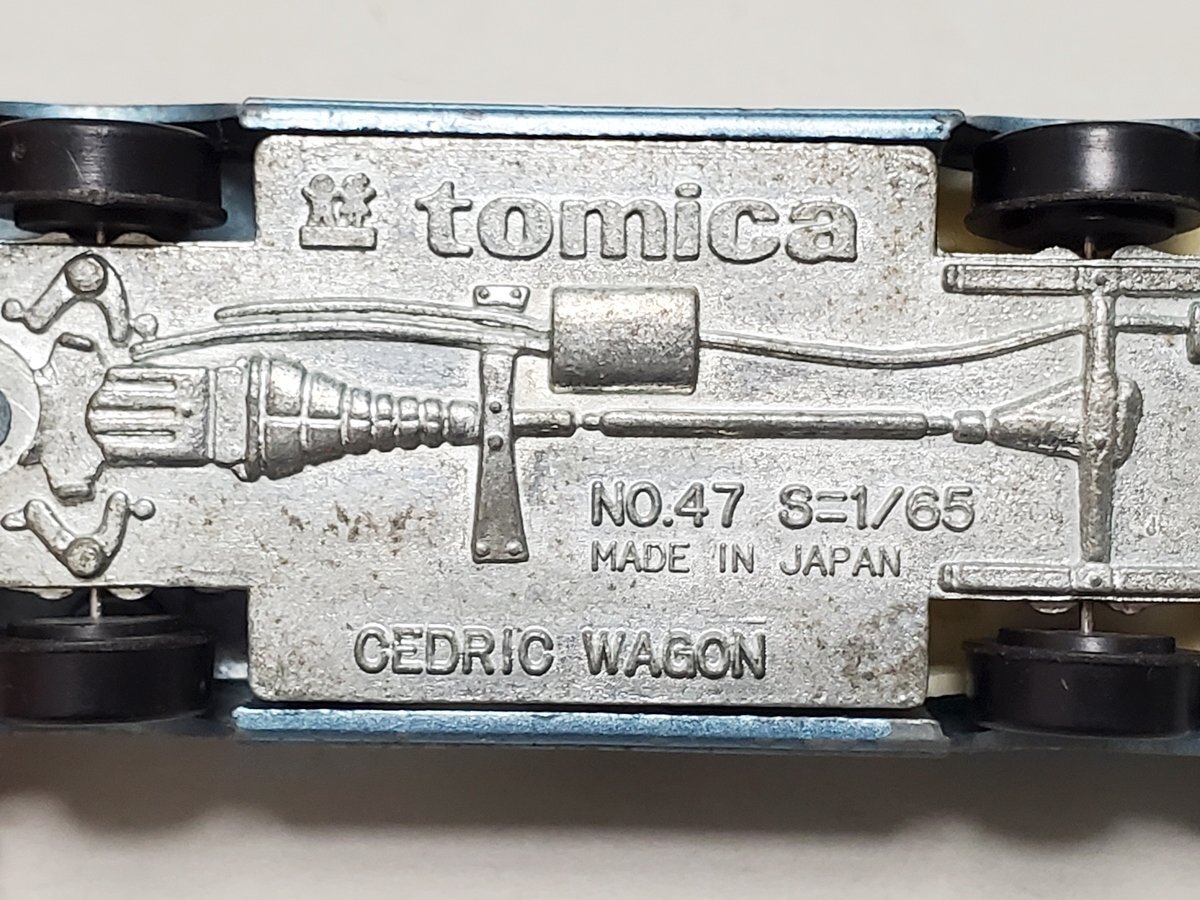 tomica
NO.47 S=1/65
MADE IN JAPAN
CEDRIC WAGON